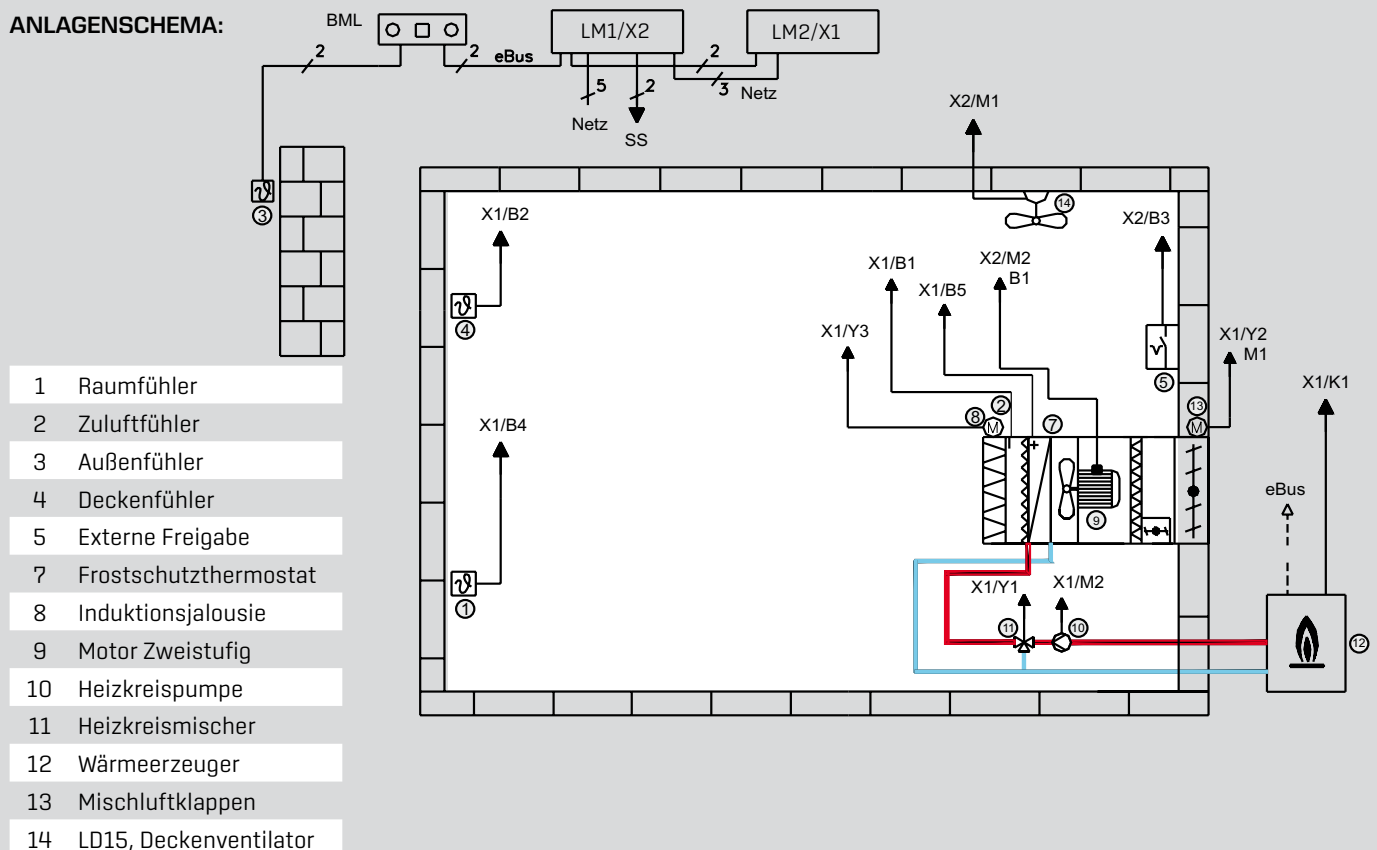 ANLAGENSCHEMA:
BML
LM1/X2
LM2/X1
2
2
eBus
2
5
2
3
Netz
Netz
SS
X2/M1
3
X1/B2
14
X2/B3
X1/B1
X2/M2
B1
X1/B5
4
X1/Y3
X1/Y2
M1
5
X1/K1
X1/B4
8
M
2
7
13
M
9
eBus
1
X1/Y1
X1/M2
11
10
12
1 Raumfühler
2 Zuluftfühler
3 Außenfühler
4 Deckenfühler
5 Externe Freigabe
7 Frostschutzthermostat
8 Induktionsjalousie
9 Motor Zweistufig
10 Heizkreispumpe
11 Heizkreismischer
12 Wärmeerzeuger
13 Mischluftklappen
14 LD15, Deckenventilator